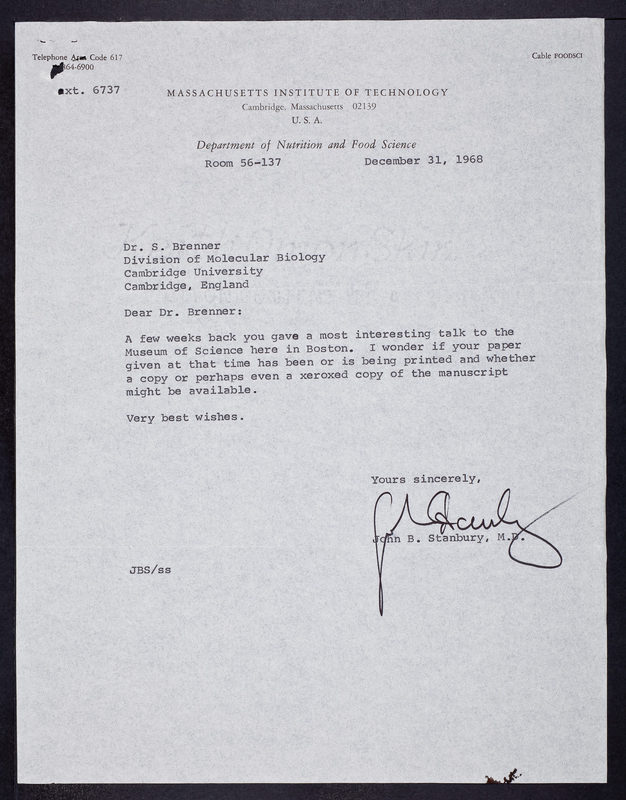 Telephone Area Code 617
864-6900
ext. 6737
Cable FOODSCI
MASSACHUSETTS INSTITUTE OF TECHNOLOGY
Cambridge, Massachusetts 02139
U. S. A.
Department of Nutrition and Food Science
Room 56-137
December 31, 1968
Dr. S. Brenner
Division of Molecular Biology
Cambridge University
Cambridge, England
Dear Dr. Brenner:
A few weeks back you gave a most interesting talk to the
Museum of Science here in Boston. I wonder if your paper
given at that time has been or is being printed and whether
a copy or perhaps even a xeroxed copy of the manuscript
might be available.
Very best wishes.
Yours sincerely,
John B. Stanbury, M.D.
JBS/ss